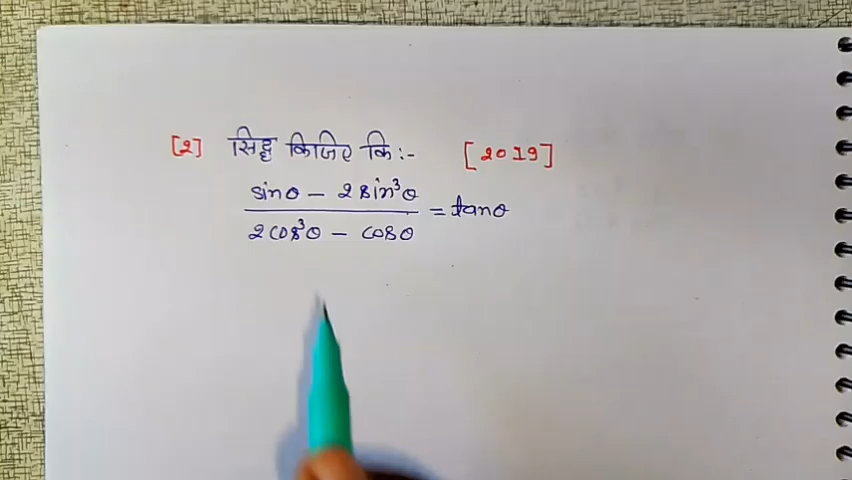 [2] सिद्ध किजिए कि :- [2019]
sinθ - 2sin³θ
= tanθ
2cos³θ - cosθ